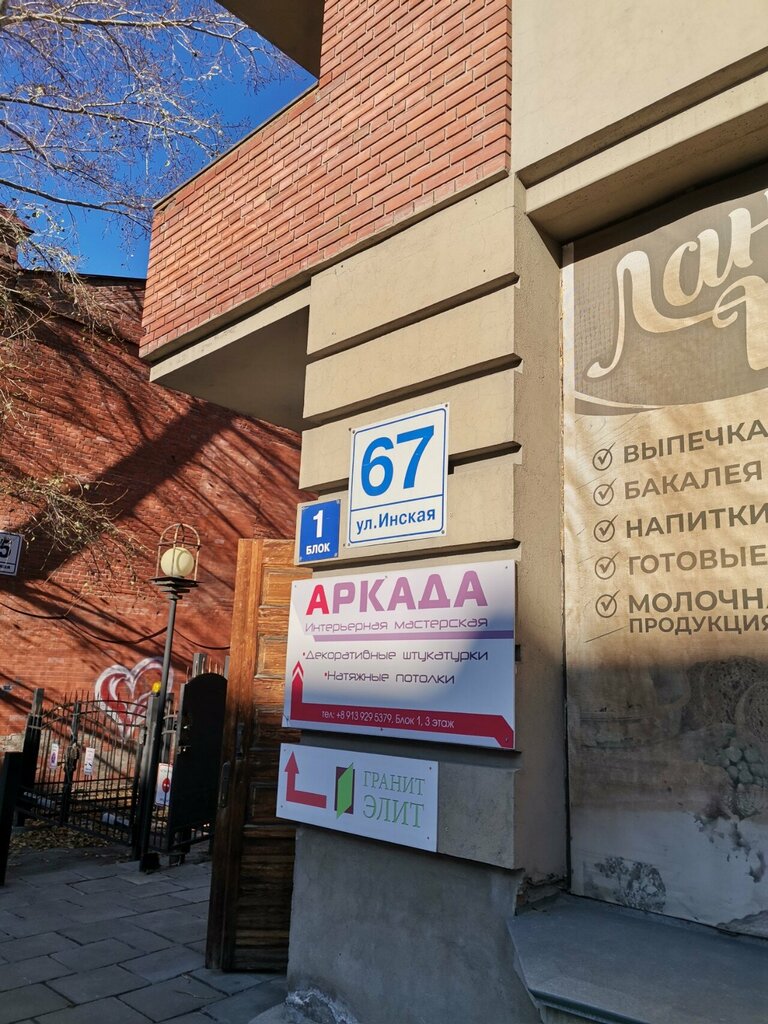 67
ул.Инская
1
БЛОК
АРКАДА
Интерьерная мастерская
•Декоративные штукатурки
•Натяжные потолки
тел: +8 913 929 5379, Блок 1, 3 этаж
ГРАНИТ
ЭЛИТ
ВЫПЕЧКА
БАКАЛЕЯ
НАПИТКИ
ГОТОВЫЕ
ПРОДУКЦИЯ